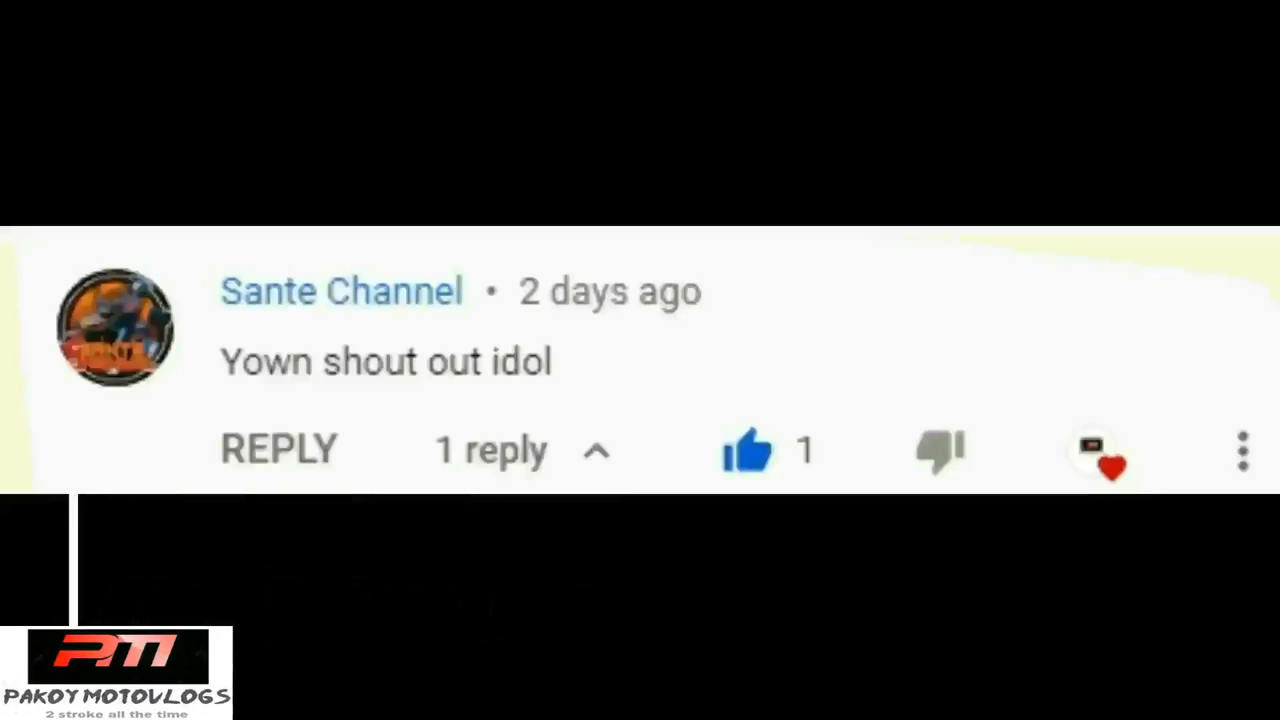 Sante Channel • 2 days ago
Yown shout out idol
REPLY 1 reply 1
PM
PAKOY MOTOVLOGS
2 stroke all the time